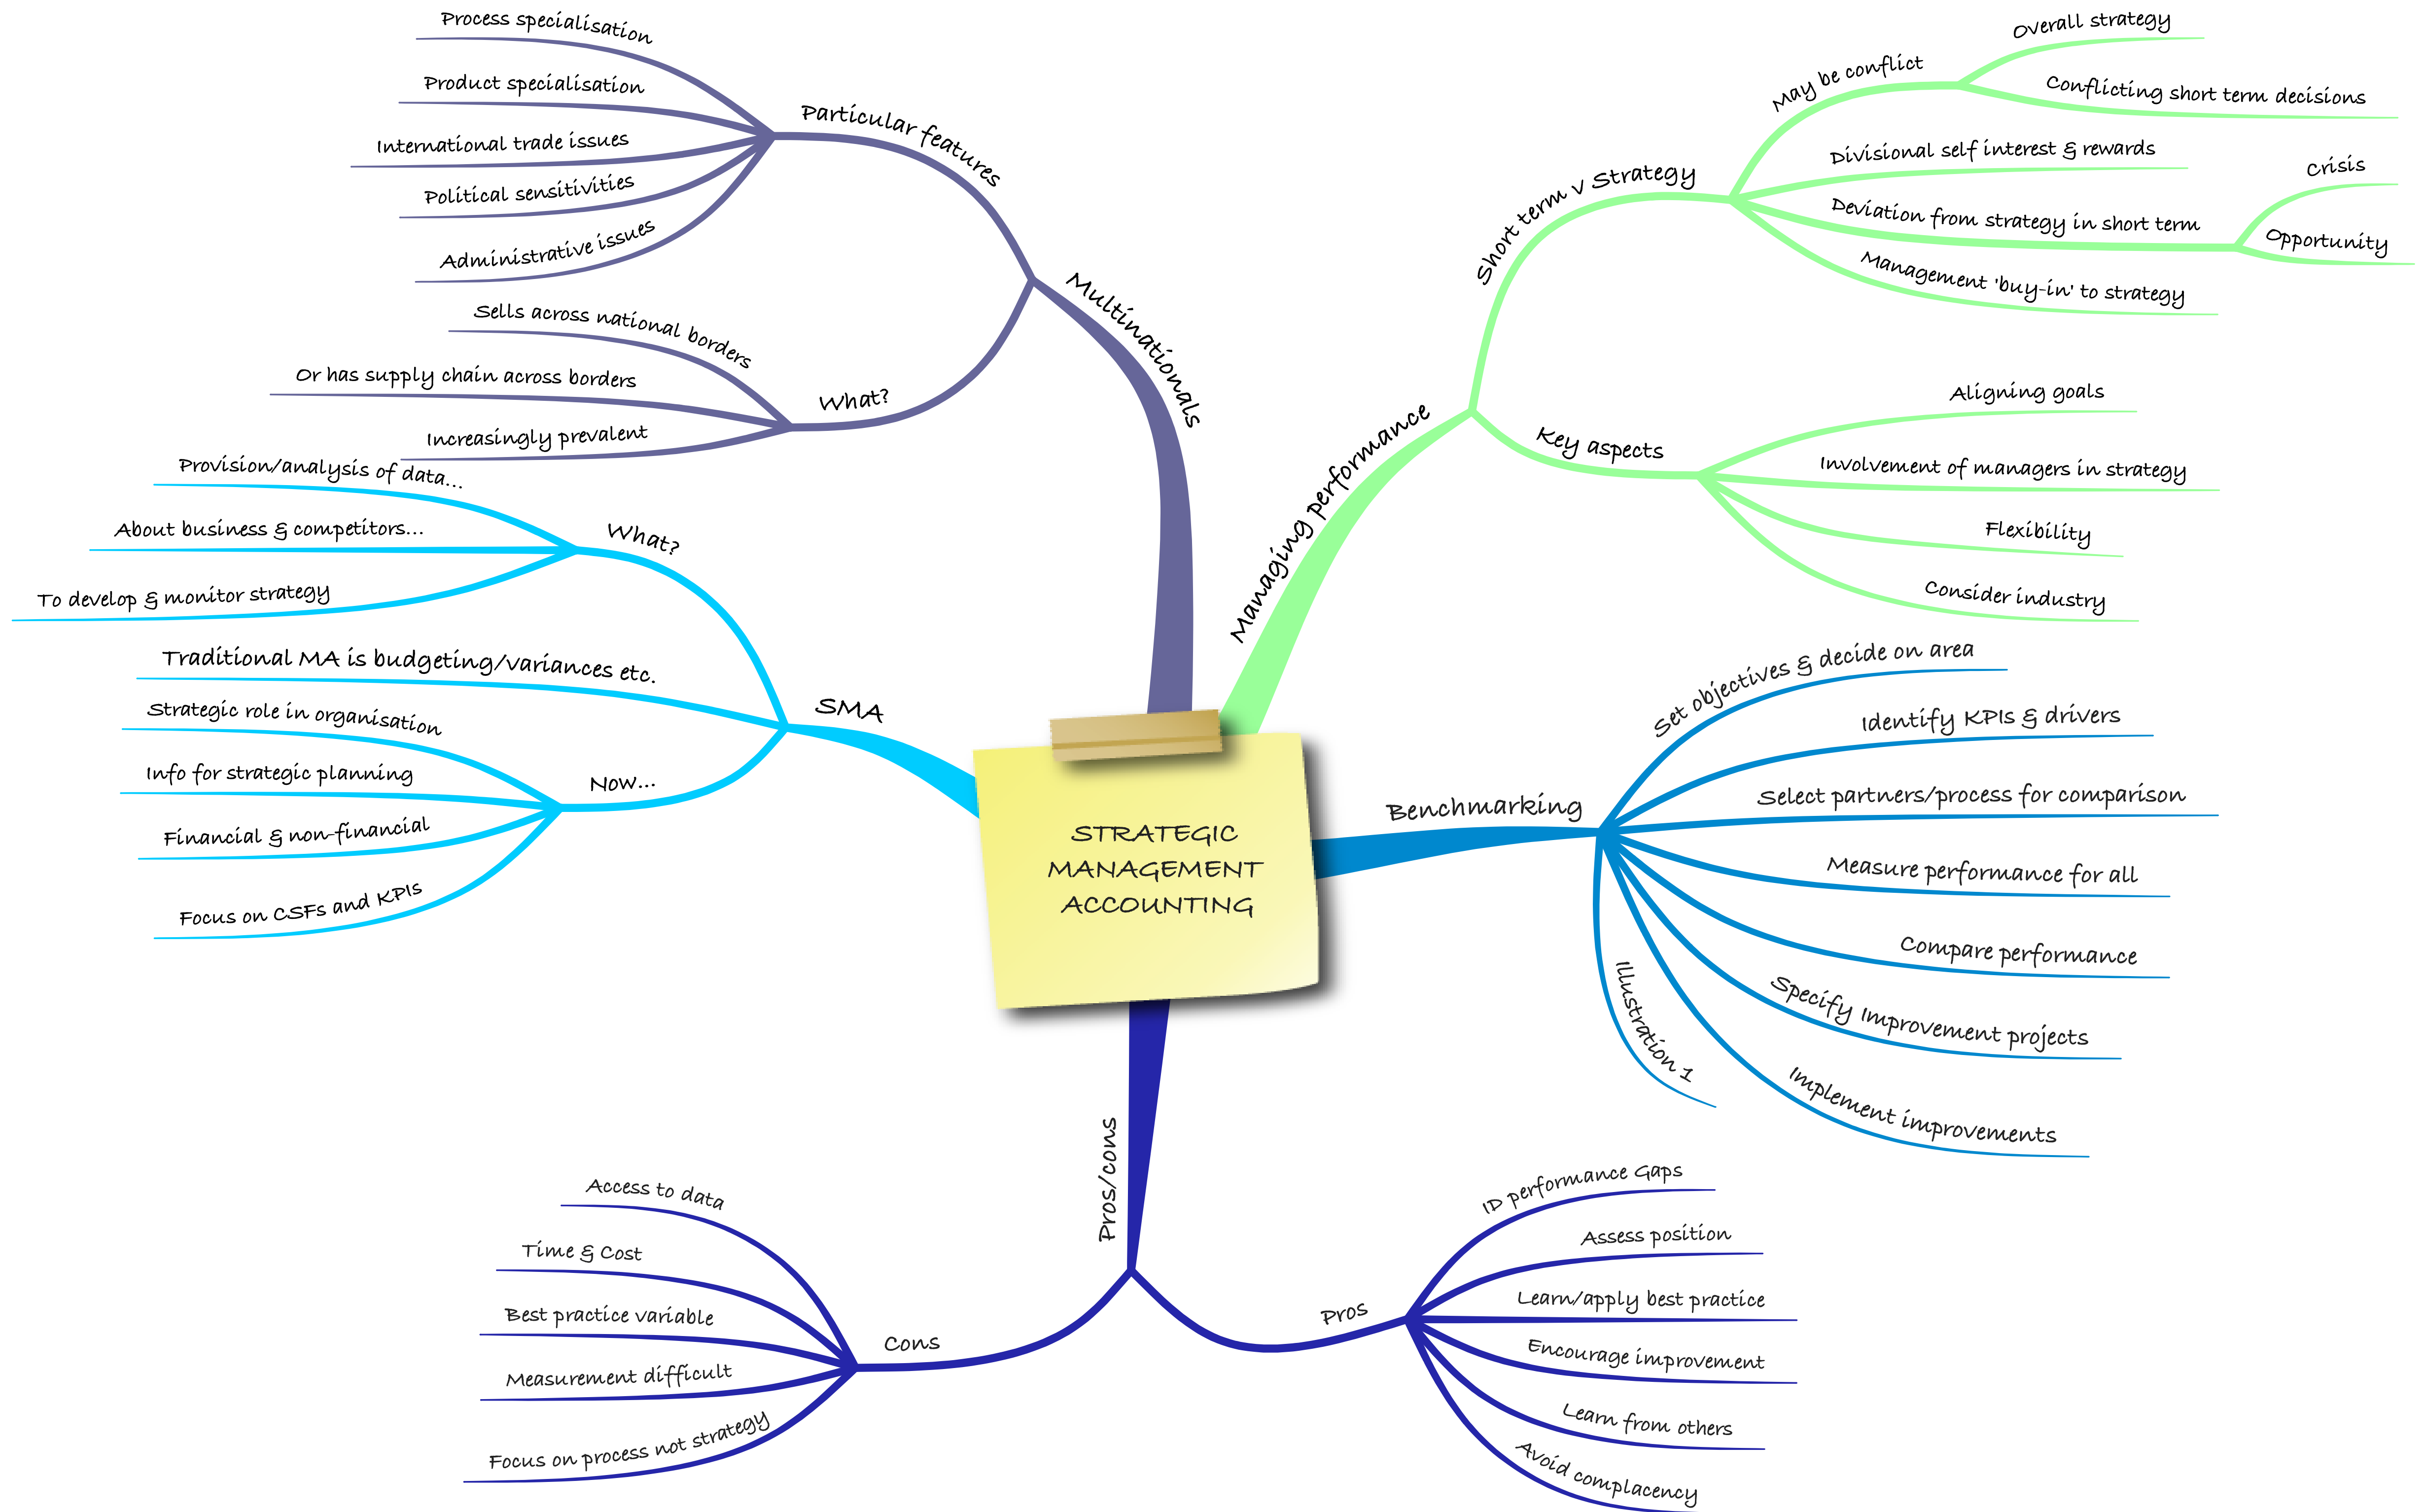 STRATEGIC
MANAGEMENT
ACCOUNTING
Managing performance
Short term v Strategy
May be conflict
Overall strategy
Conflicting short term decisions
Divisional self interest & rewards
Deviation from strategy in short term
Crisis
Opportunity
Management 'buy-in' to strategy
Key aspects
Aligning goals
Involvement of managers in strategy
Flexibility
Consider industry
Benchmarking
Set objectives & decide on area
Identify KPIs & drivers
Select partners/process for comparison
Measure performance for all
Compare performance
Specify Improvement projects
Implement improvements
Illustration 1
Pros/cons
Pros
ID performance Gaps
Assess position
Learn/apply best practice
Encourage improvement
Learn from others
Avoid complacency
Cons
Access to data
Time & Cost
Best practice variable
Measurement difficult
Focus on process not strategy
SMA
What?
Provision/analysis of data...
About business & competitors...
To develop & monitor strategy
Traditional MA is budgeting/variances etc.
Now...
Strategic role in organisation
Info for strategic planning
Financial & non-financial
Focus on CSFs and KPIs
Multinationals
Particular features
Process specialisation
Product specialisation
International trade issues
Political sensitivities
Administrative issues
What?
Sells across national borders
Or has supply chain across borders
Increasingly prevalent